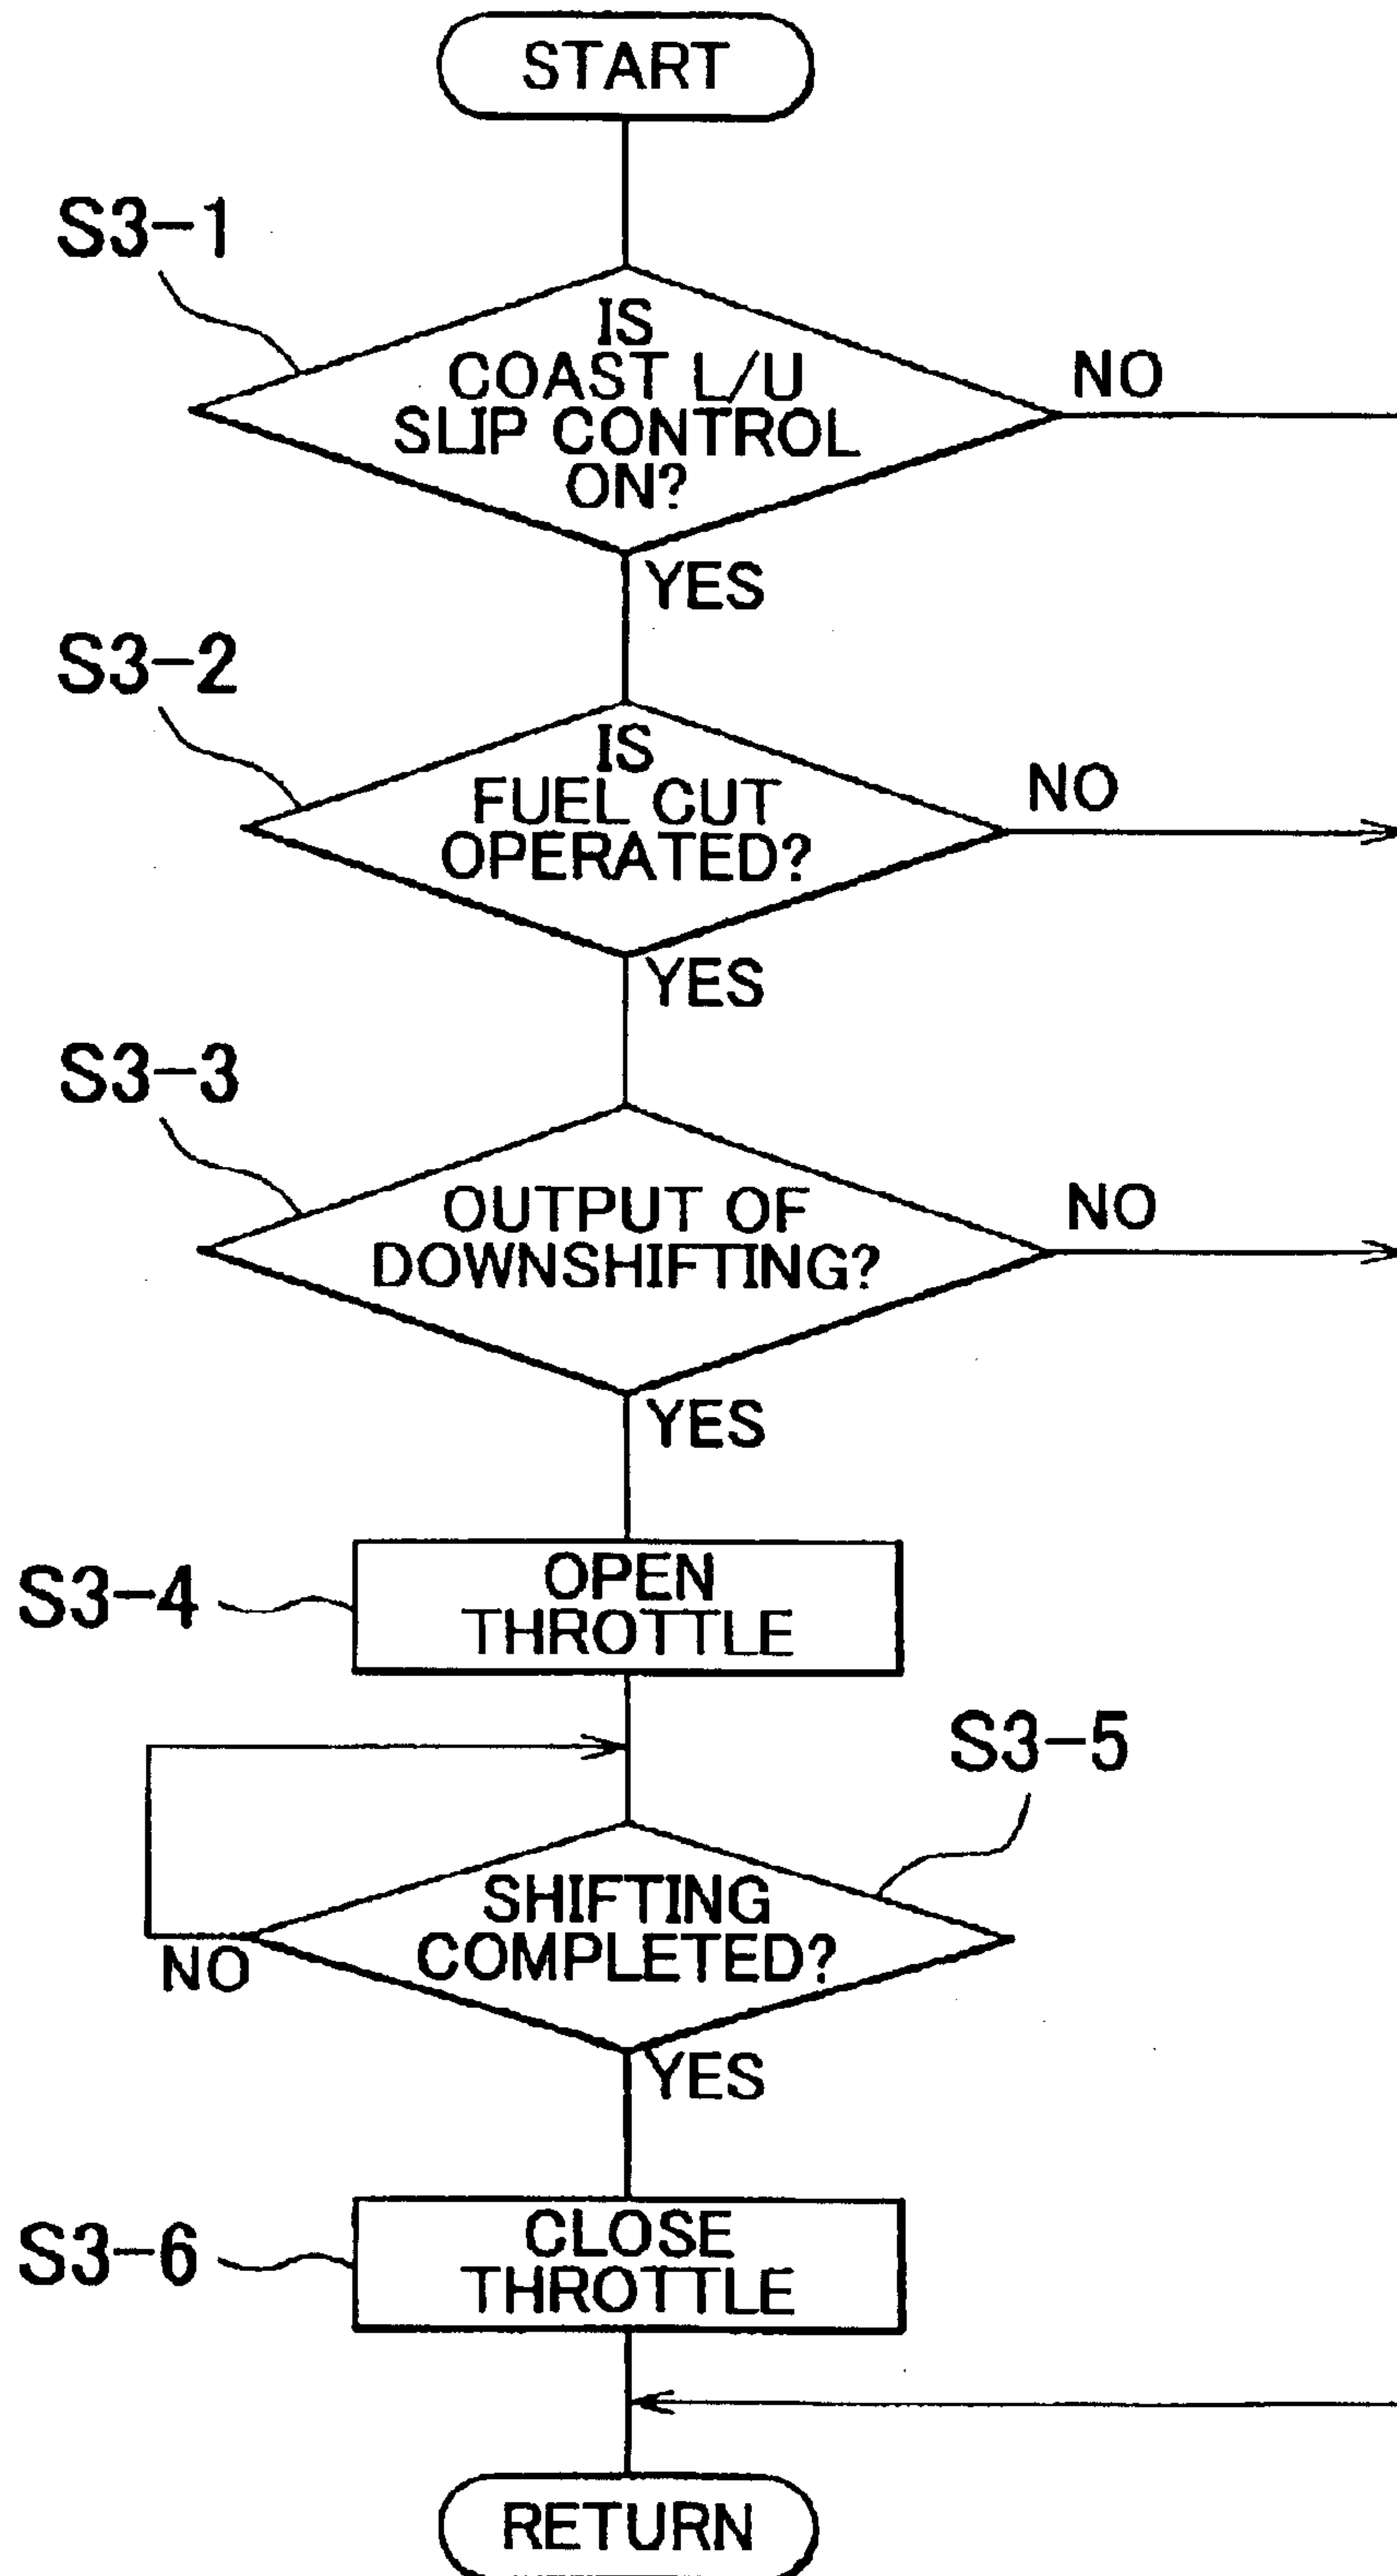 START
S3-1
IS
COAST L/U
SLIP CONTROL
ON?
NO
YES
S3-2
IS
FUEL CUT
OPERATED?
NO
YES
S3-3
OUTPUT OF
DOWNSHIFTING?
NO
YES
S3-4
OPEN
THROTTLE
S3-5
SHIFTING
COMPLETED?
NO
YES
S3-6
CLOSE
THROTTLE
RETURN